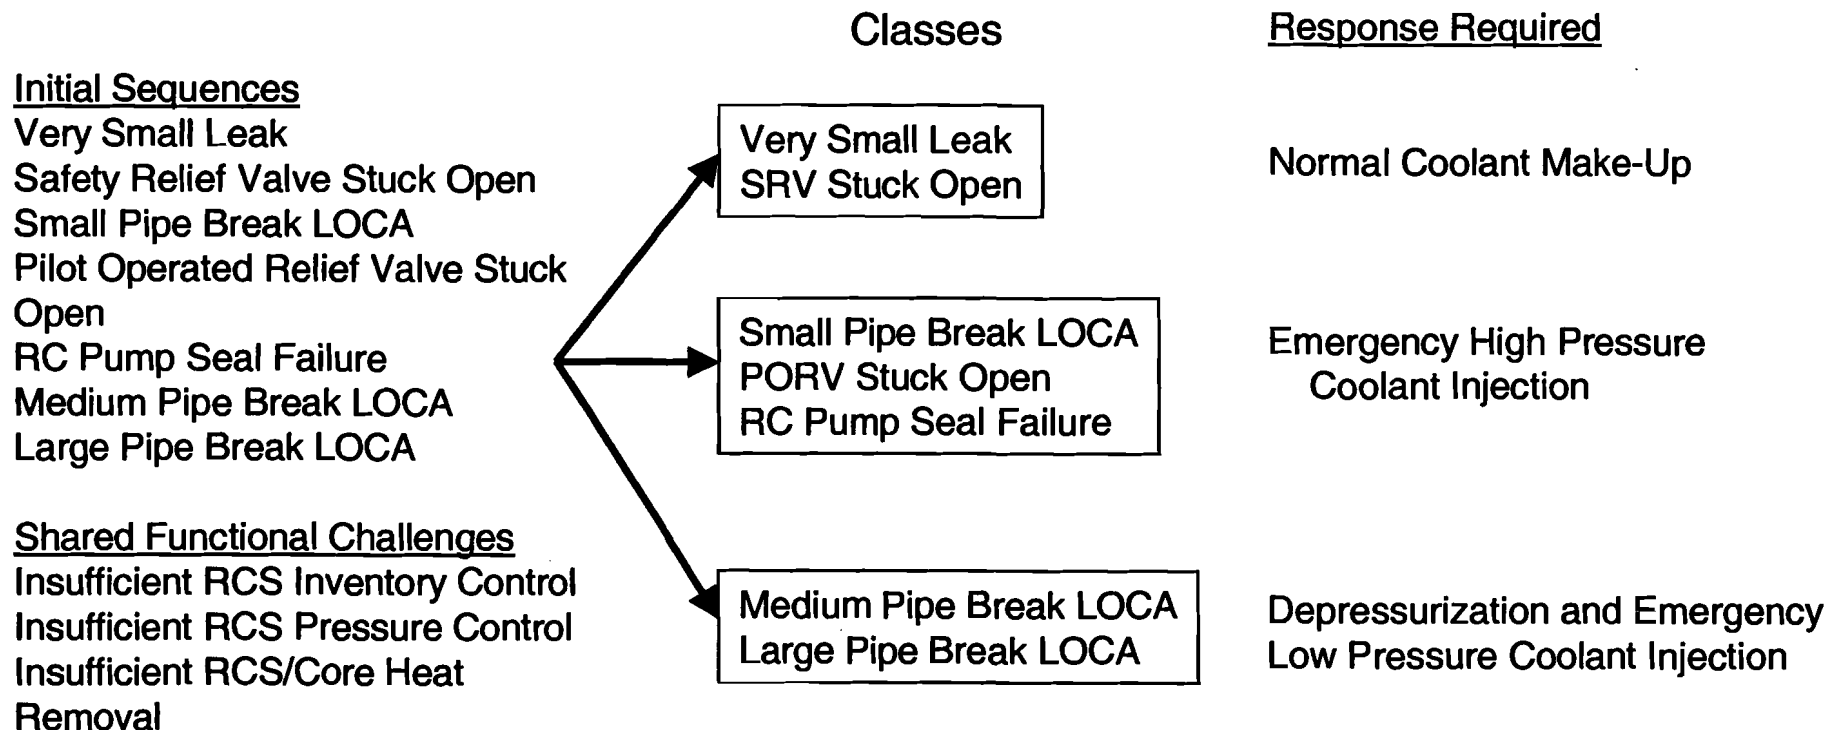 Classes
Response Required
Initial Sequences
Very Small Leak
Safety Relief Valve Stuck Open
Small Pipe Break LOCA
Pilot Operated Relief Valve Stuck
Open
RC Pump Seal Failure
Medium Pipe Break LOCA
Large Pipe Break LOCA
Shared Functional Challenges
Insufficient RCS Inventory Control
Insufficient RCS Pressure Control
Insufficient RCS/Core Heat
Removal
Very Small Leak
SRV Stuck Open
Small Pipe Break LOCA
PORV Stuck Open
RC Pump Seal Failure
Medium Pipe Break LOCA
Large Pipe Break LOCA
Normal Coolant Make-Up
Emergency High Pressure
Coolant Injection
Depressurization and Emergency
Low Pressure Coolant Injection